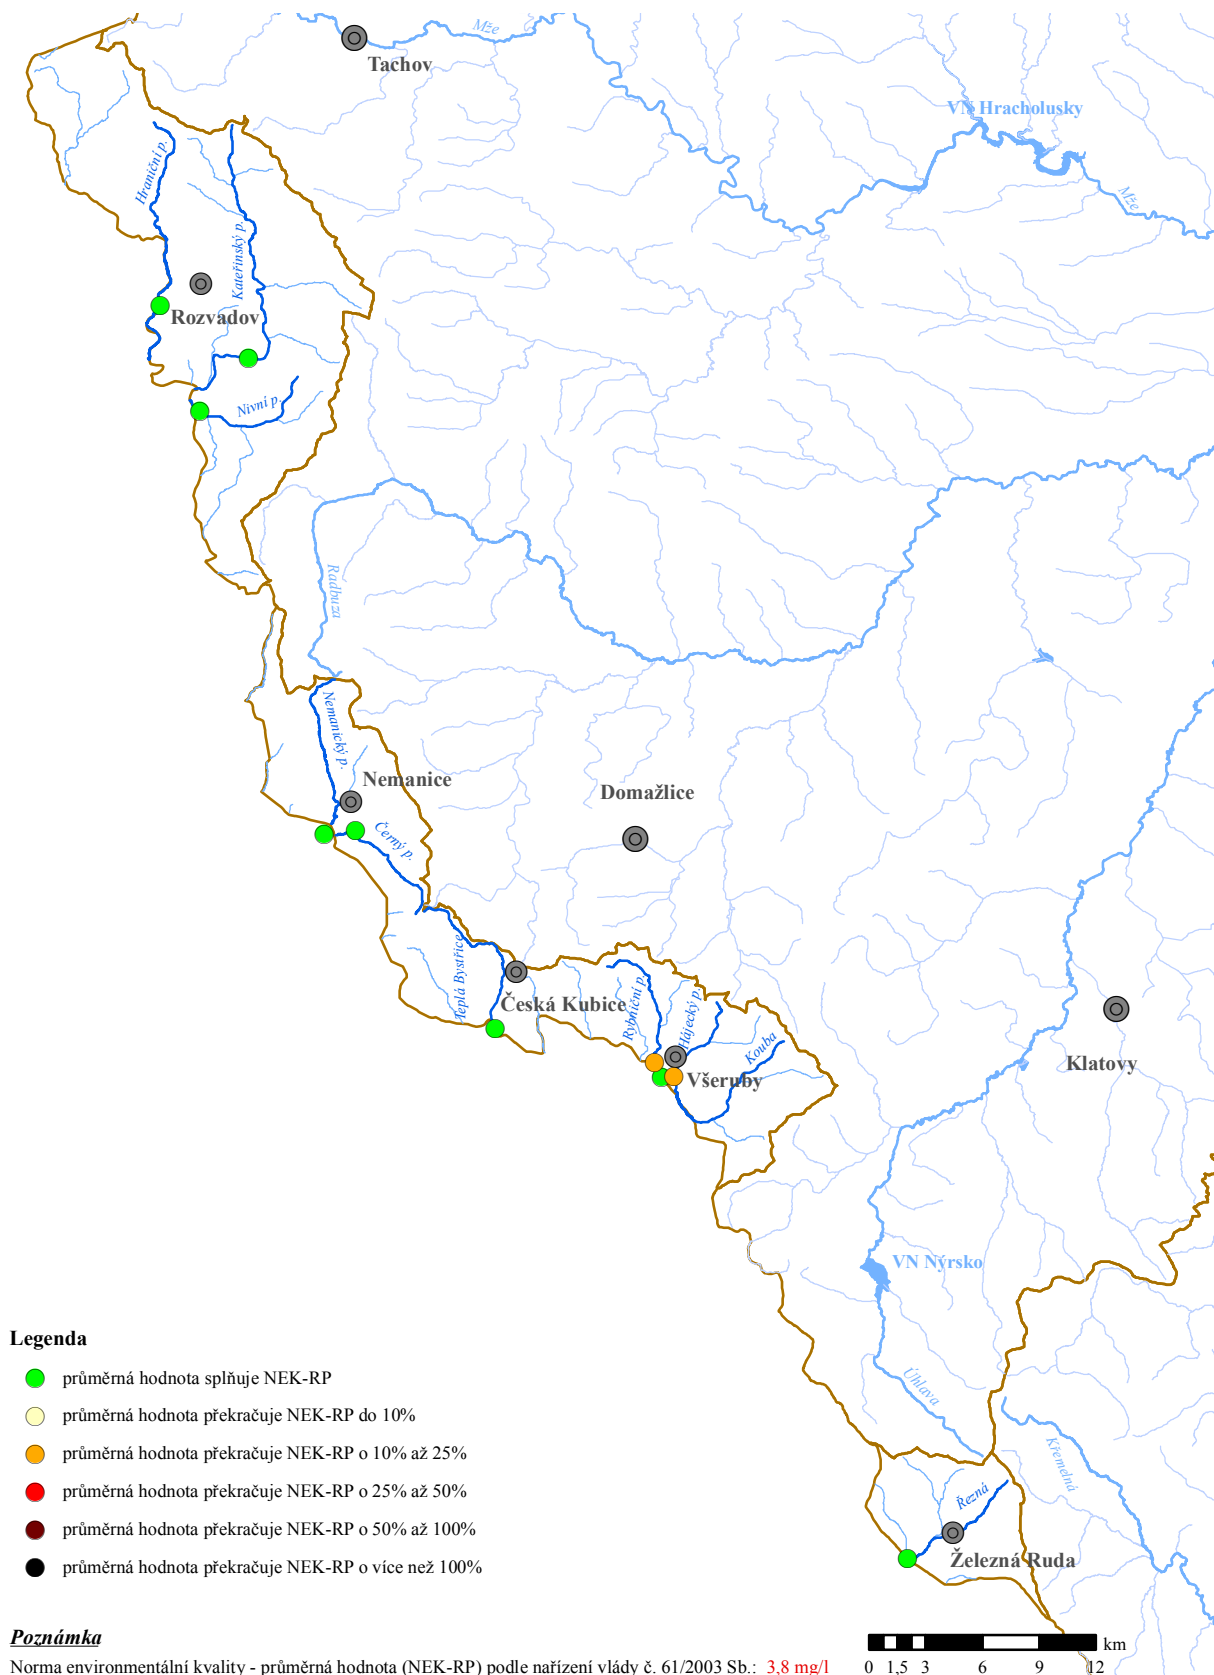 Mže
Tachov
VN Hracholusky
Mže
Hraniční p.
Kateřinský p.
Rozvadov
Nivní p.
Radbuza
Nemanický p.
Nemanice
Domažlice
Černý p.
Teplá Bystřice
Česká Kubice
Rybniční p.
Hájecký p.
Kouba
Všeruby
Klatovy
VN Nýrsko
Úhlava
Křemelná
Řezná
Železná Ruda
Legenda
průměrná hodnota splňuje NEK-RP
průměrná hodnota překračuje NEK-RP do 10%
průměrná hodnota překračuje NEK-RP o 10% až 25%
průměrná hodnota překračuje NEK-RP o 25% až 50%
průměrná hodnota překračuje NEK-RP o 50% až 100%
průměrná hodnota překračuje NEK-RP o více než 100%
Poznámka
Norma environmentální kvality - průměrná hodnota (NEK-RP) podle nařízení vlády č. 61/2003 Sb.: 3,8 mg/l
km
0 1,5 3 6 9 12